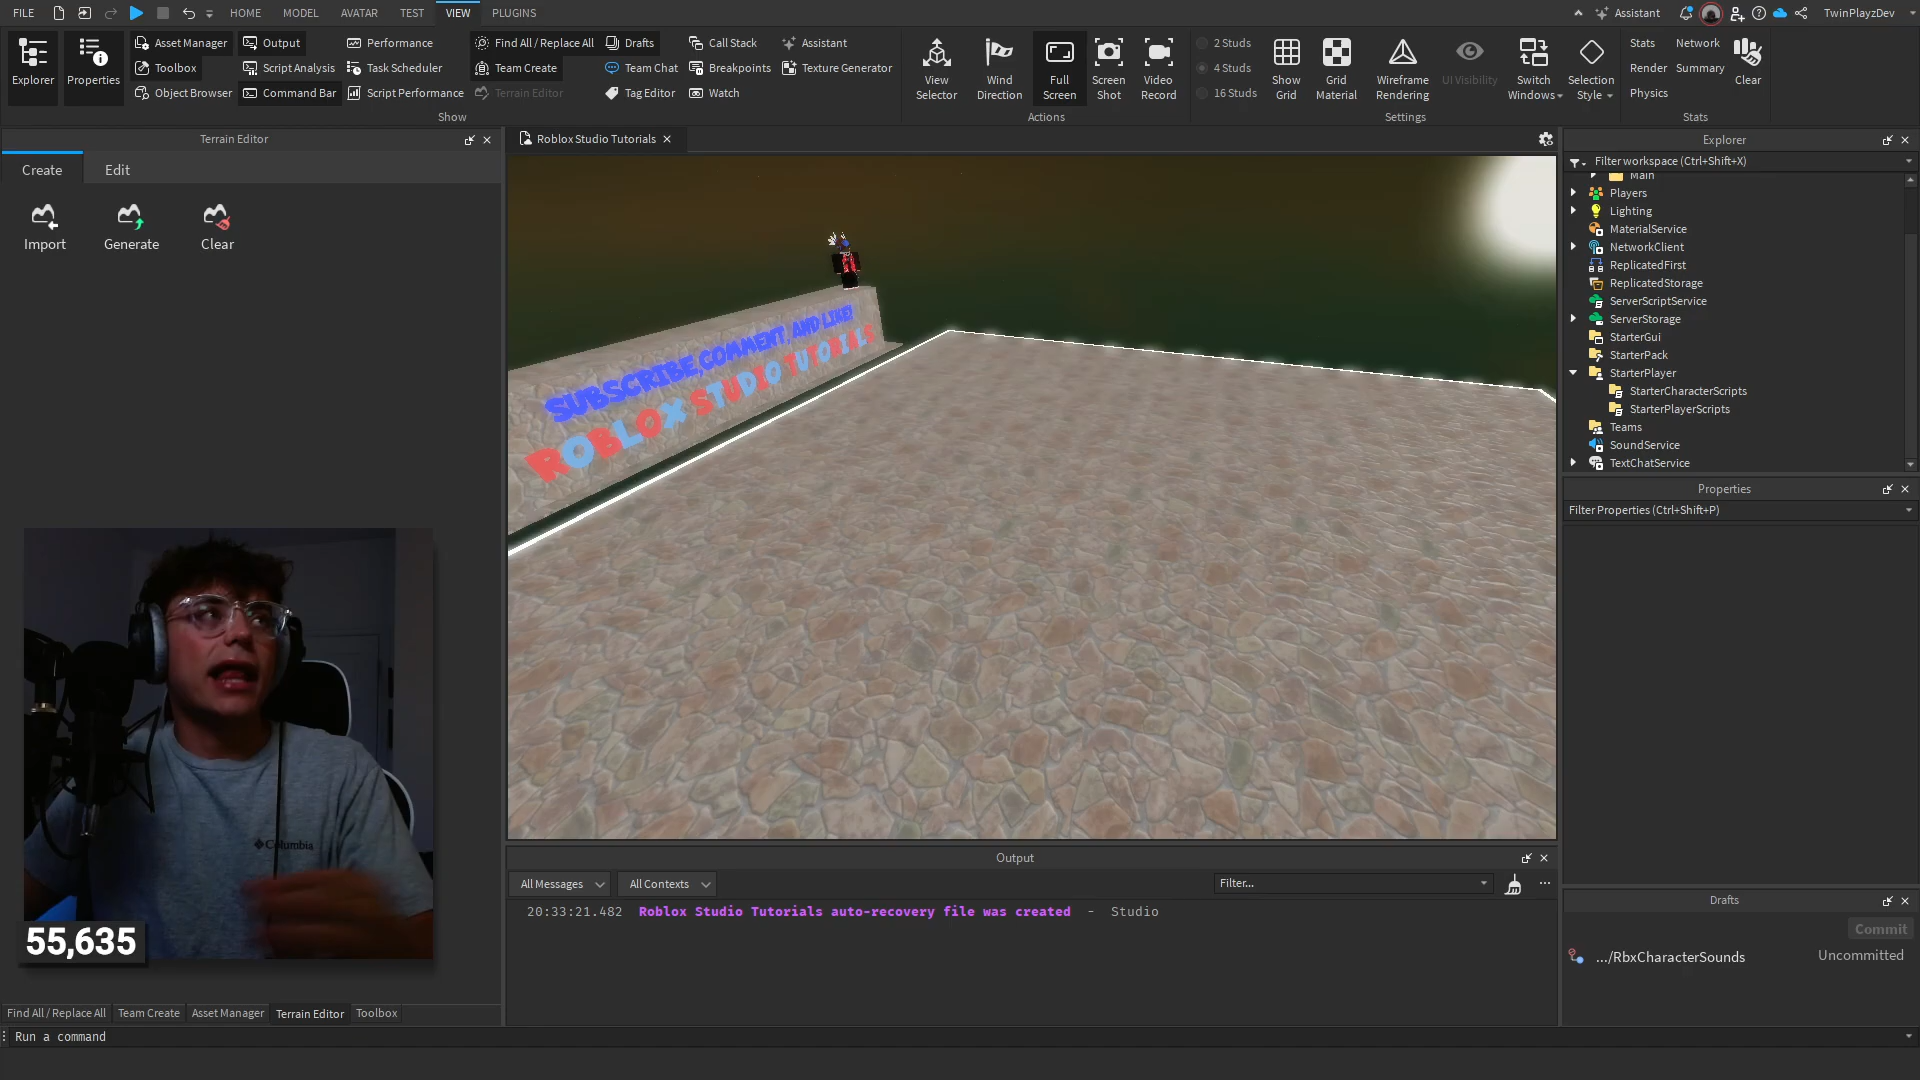 FILE HOME MODEL AVATAR TEST VIEW PLUGINS Assistant TwinPlayzDev
Explorer
Properties
Asset Manager
Toolbox
Object Browser
Output
Script Analysis
Command Bar
Performance
Task Scheduler
Script Performance
Find All / Replace All
Team Create
Terrain Editor
Drafts
Team Chat
Tag Editor
Call Stack
Breakpoints
Watch
Assistant
Texture Generator
Show
View Selector
Wind Direction
Full Screen
Screen Shot
Video Record
Actions
2 Studs
4 Studs
16 Studs
Show Grid
Grid Material
Wireframe Rendering
UI Visibility
Switch Windows
Selection Style
Settings
Stats
Render
Physics
Network
Summary
Clear
Stats
Terrain Editor
Create Edit
Import Generate Clear
Roblox Studio Tutorials
SUBSCRIBE,COMMENT, AND LIKE!
ROBLOX STUDIO TUTORIALS
Explorer
Filter workspace (Ctrl+Shift+X)
Main
Players
Lighting
MaterialService
NetworkClient
ReplicatedFirst
ReplicatedStorage
ServerScriptService
ServerStorage
StarterGui
StarterPack
StarterPlayer
StarterCharacterScripts
StarterPlayerScripts
Teams
SoundService
TextChatService
Properties
Filter Properties (Ctrl+Shift+P)
Columbia
55,635
Output
All Messages All Contexts Filter...
20:33:21.482 Roblox Studio Tutorials auto-recovery file was created - Studio
Drafts
Commit
.../RbxCharacterSounds Uncommitted
Find All / Replace All Team Create Asset Manager Terrain Editor Toolbox
Run a command